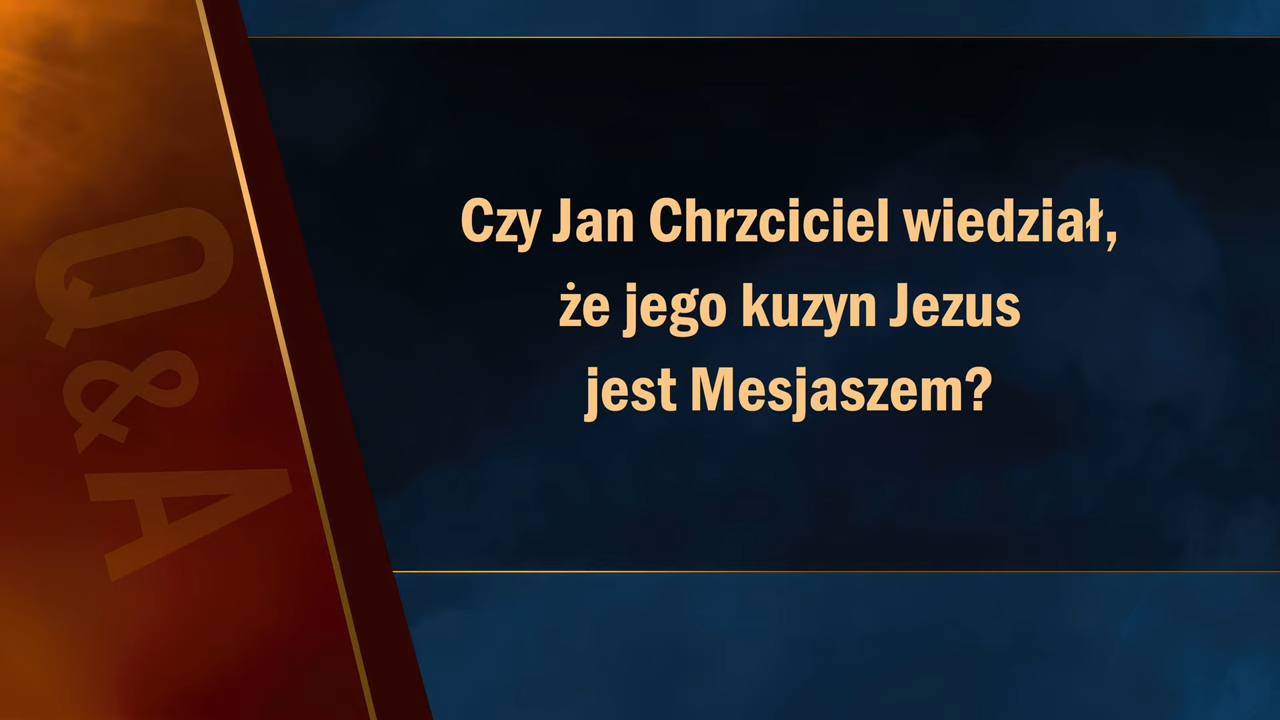 Q&A
Czy Jan Chrzciciel wiedział,
że jego kuzyn Jezus
jest Mesjaszem?